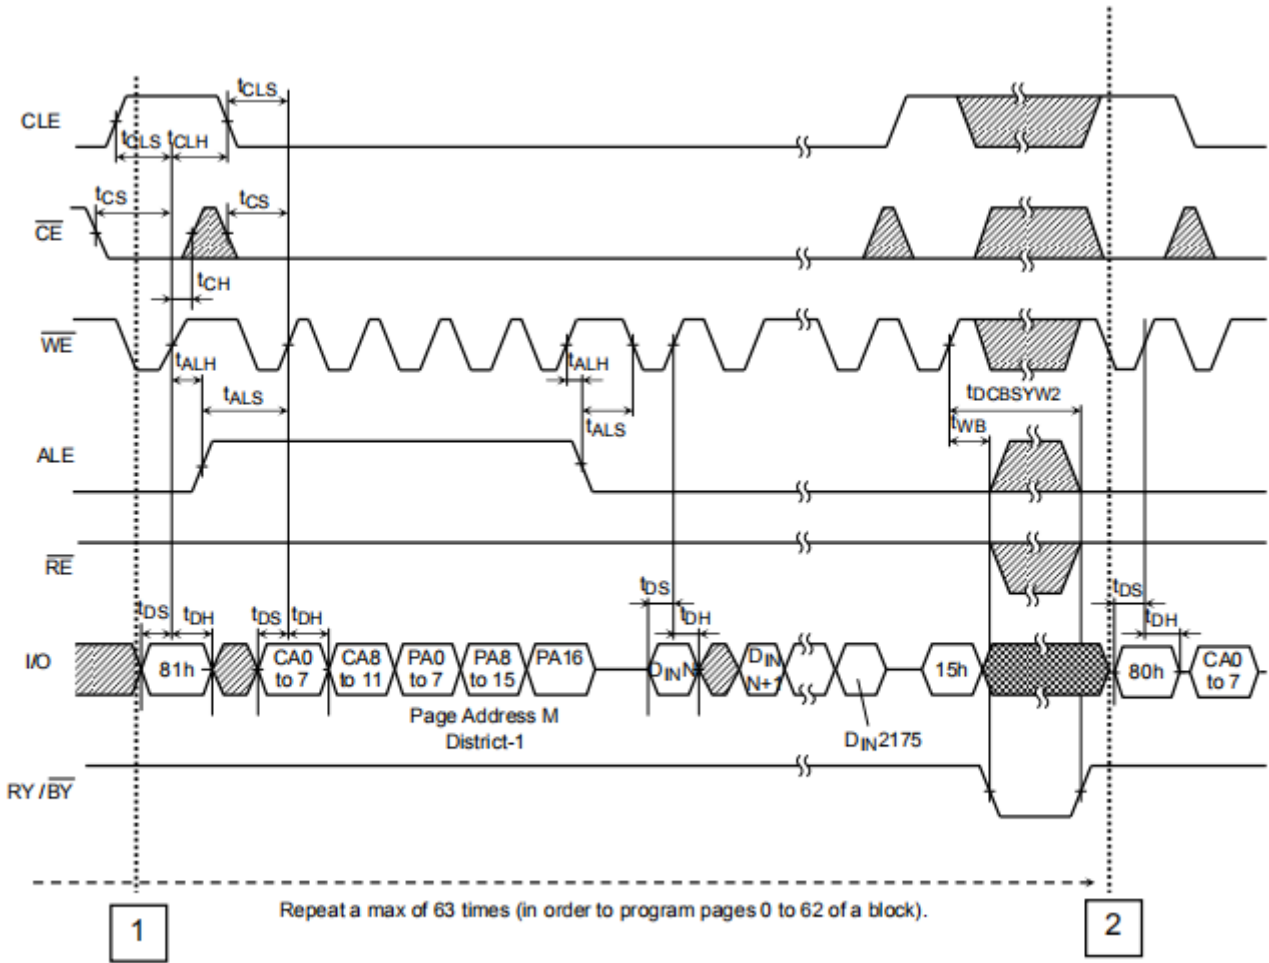 tCLS
CLE
tCLS tCLH
tCS tCS
CE
tCH
WE
tALH tALH
tALS tDCBSYW2
tALS tWB
ALE
RE
tDS tDH tDS tDH tDS tDH tDS tDH
I/O 81h CA0 to 7 CA8 to 11 PA0 to 7 PA8 to 15 PA16 DINN DIN N+1 15h 80h CA0 to 7
Page Address M
District-1
DIN2175
RY/BY
Repeat a max of 63 times (in order to program pages 0 to 62 of a block).
1 2